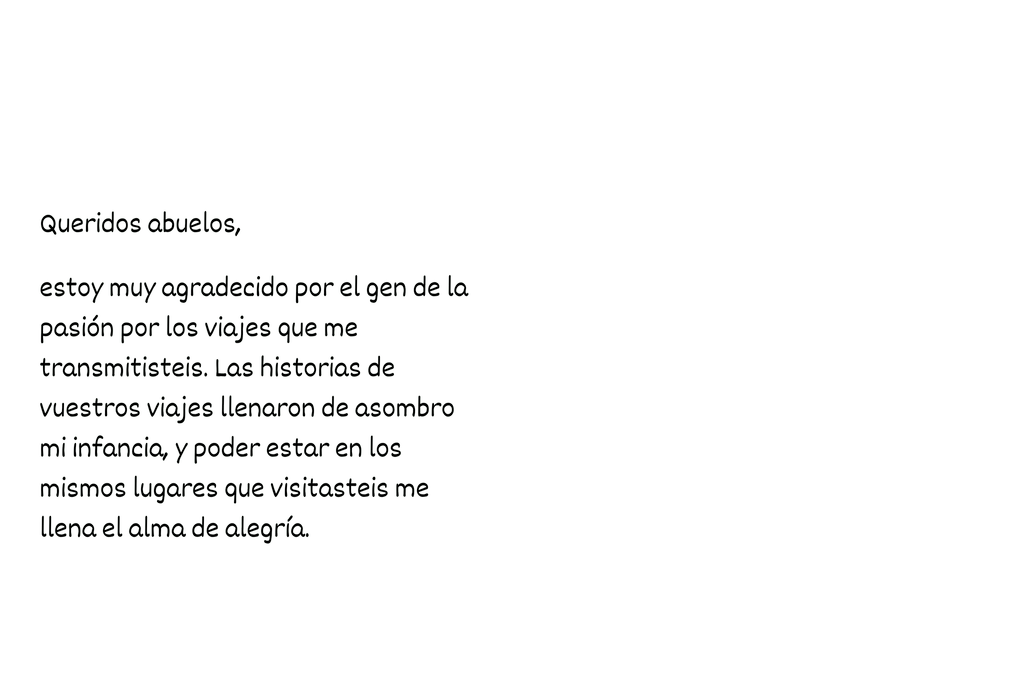 Queridos abuelos,
estoy muy agradecido por el gen de la
pasión por los viajes que me
transmitisteis. Las historias de
vuestros viajes llenaron de asombro
mi infancia, y poder estar en los
mismos lugares que visitasteis me
llena el alma de alegría.